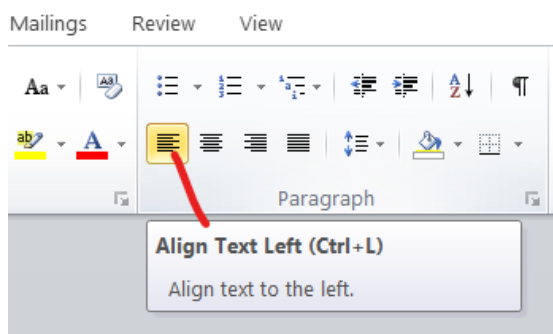 Mailings Review View
Aa
A
Paragraph
Align Text Left (Ctrl+L)
Align text to the left.